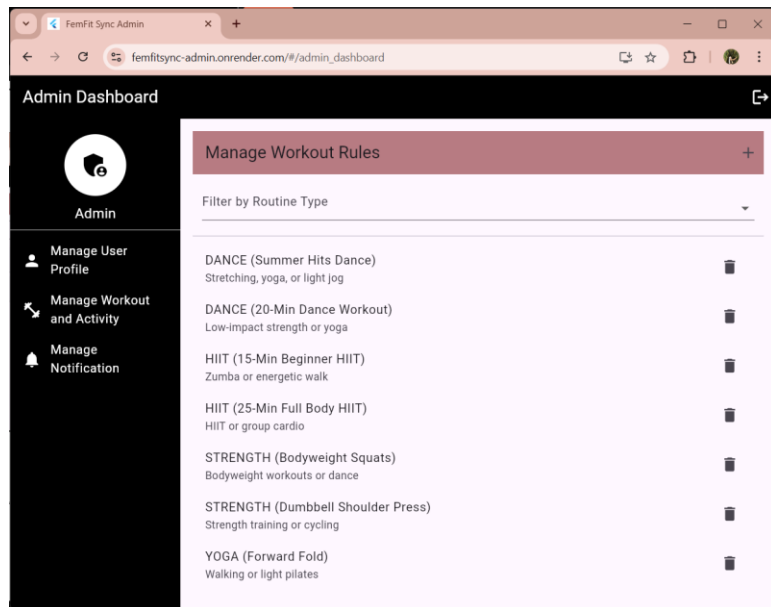 FemFit Sync Admin
femfitsync-admin.onrender.com/#/admin_dashboard
Admin Dashboard
Admin
Manage User
Profile
Manage Workout
and Activity
Manage
Notification
Manage Workout Rules
Filter by Routine Type
DANCE (Summer Hits Dance)
Stretching, yoga, or light jog
DANCE (20-Min Dance Workout)
Low-impact strength or yoga
HIIT (15-Min Beginner HIIT)
Zumba or energetic walk
HIIT (25-Min Full Body HIIT)
HIIT or group cardio
STRENGTH (Bodyweight Squats)
Bodyweight workouts or dance
STRENGTH (Dumbbell Shoulder Press)
Strength training or cycling
YOGA (Forward Fold)
Walking or light pilates